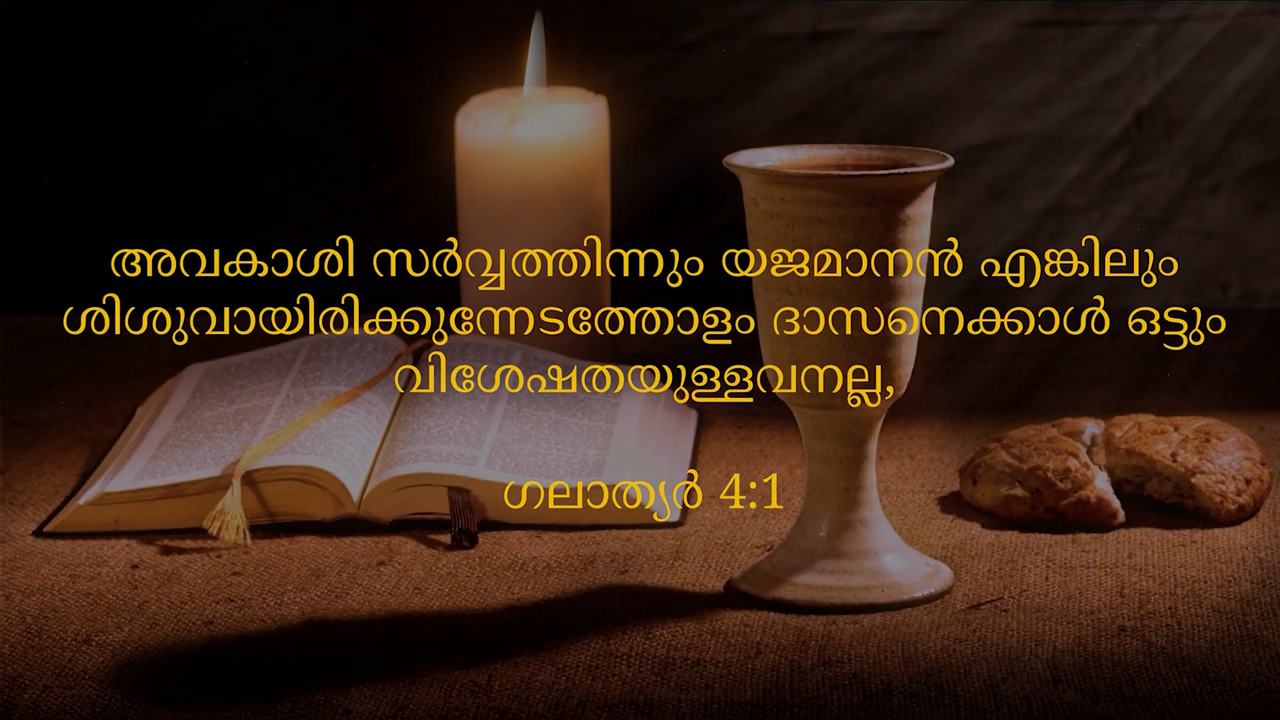 അവകാശി സർവ്വത്തിന്നും യജമാനൻ എങ്കിലും
ശിശുവായിരിക്കുന്നേടത്തോളം ദാസനെക്കാൾ ഒട്ടും
വിശേഷതയുള്ളവനല്ല,
ഗലാത്യർ 4:1